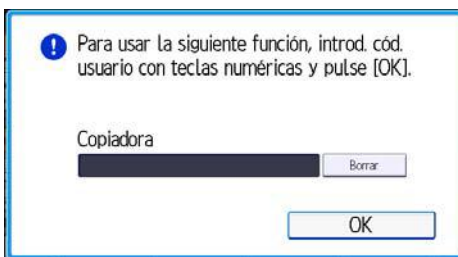 Para usar la siguiente función, introd. cód.
usuario con teclas numéricas y pulse [OK].
Copiadora
Borrar
OK